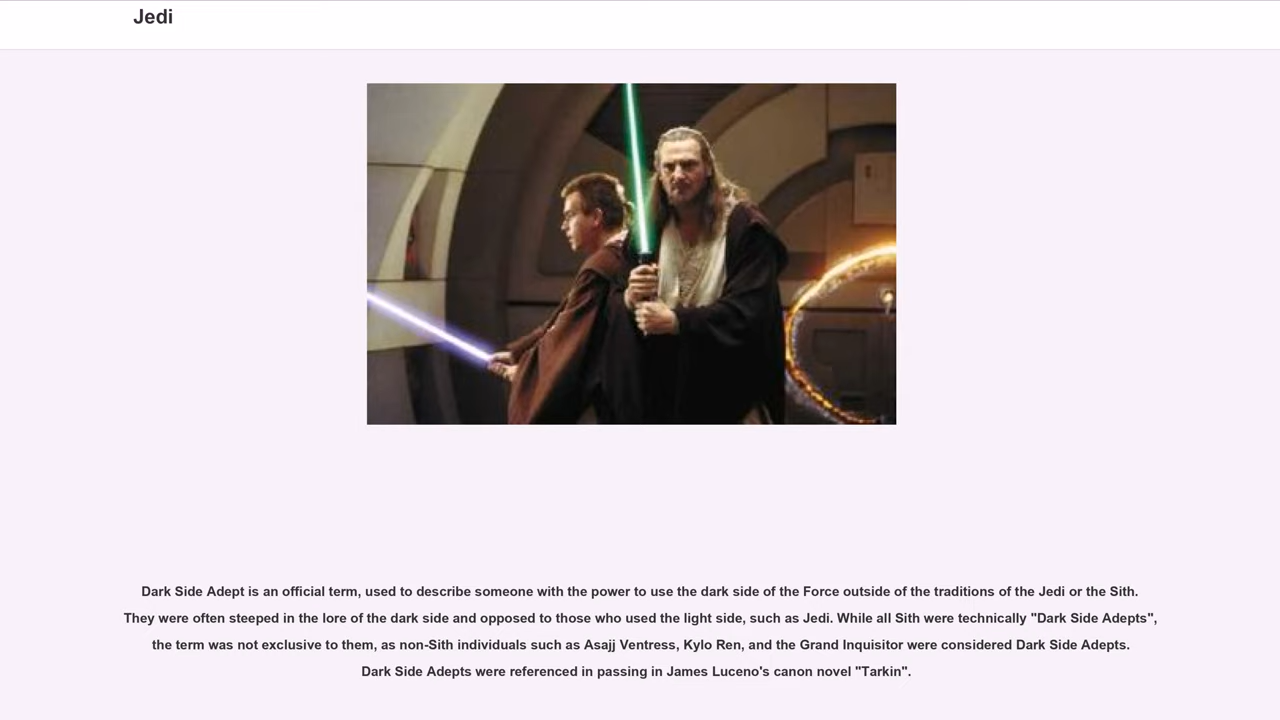 Jedi
Dark Side Adept is an official term, used to describe someone with the power to use the dark side of the Force outside of the traditions of the Jedi or the Sith.
They were often steeped in the lore of the dark side and opposed to those who used the light side, such as Jedi. While all Sith were technically "Dark Side Adepts",
the term was not exclusive to them, as non-Sith individuals such as Asajj Ventress, Kylo Ren, and the Grand Inquisitor were considered Dark Side Adepts.
Dark Side Adepts were referenced in passing in James Luceno's canon novel "Tarkin".